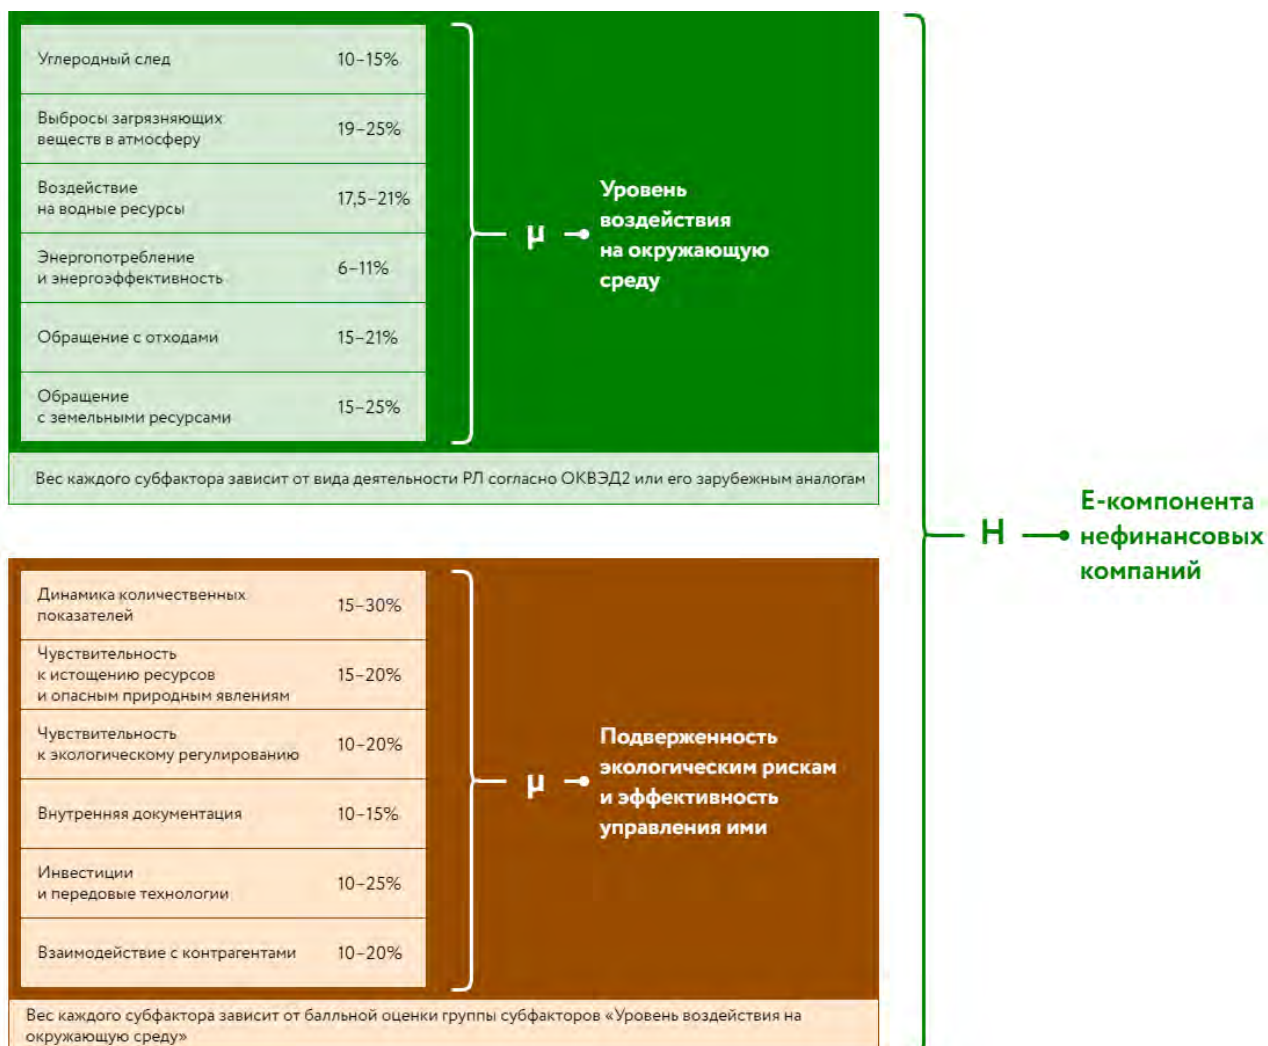 Углеродный след 10–15%
Выбросы загрязняющих
веществ в атмосферу 19–25%
Воздействие
на водные ресурсы 17,5–21%
Энергопотребление
и энергоэффективность 6–11%
Обращение с отходами 15–21%
Обращение
с земельными ресурсами 15–25%
μ
Уровень
воздействия
на окружающую
среду
Вес каждого субфактора зависит от вида деятельности РЛ согласно ОКВЭД2 или его зарубежным аналогам
Динамика количественных
показателей 15–30%
Чувствительность
к истощению ресурсов
и опасным природным явлениям 15–20%
Чувствительность
к экологическому регулированию 10–20%
Внутренняя документация 10–15%
Инвестиции
и передовые технологии 10–25%
Взаимодействие с контрагентами 10–20%
μ
Подверженность
экологическим рискам
и эффективность
управления ими
Вес каждого субфактора зависит от балльной оценки группы субфакторов «Уровень воздействия на
окружающую среду»
Н
Е-компонента
нефинансовых
компаний